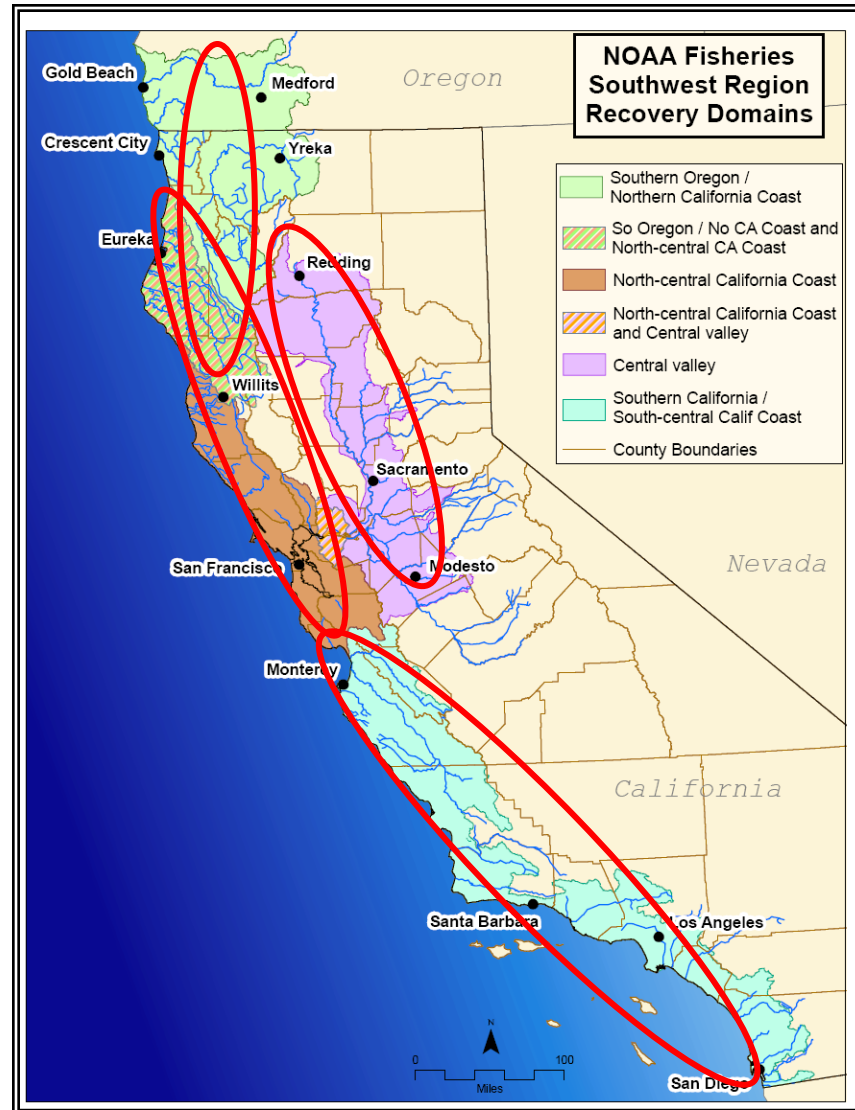 NOAA Fisheries
Southwest Region
Recovery Domains
Oregon
Gold Beach
Medford
Crescent City
Yreka
Southern Oregon /
Northern California Coast
So Oregon / No CA Coast and
North-central CA Coast
North-central California Coast
North-central California Coast
and Central valley
Central valley
Southern California /
South-central Calif Coast
County Boundaries
Eureka
Redding
Willits
Sacramento
San Francisco
Modesto
Nevada
Monterey
California
Santa Barbara
Los Angeles
N
0 100
Miles
San Diego